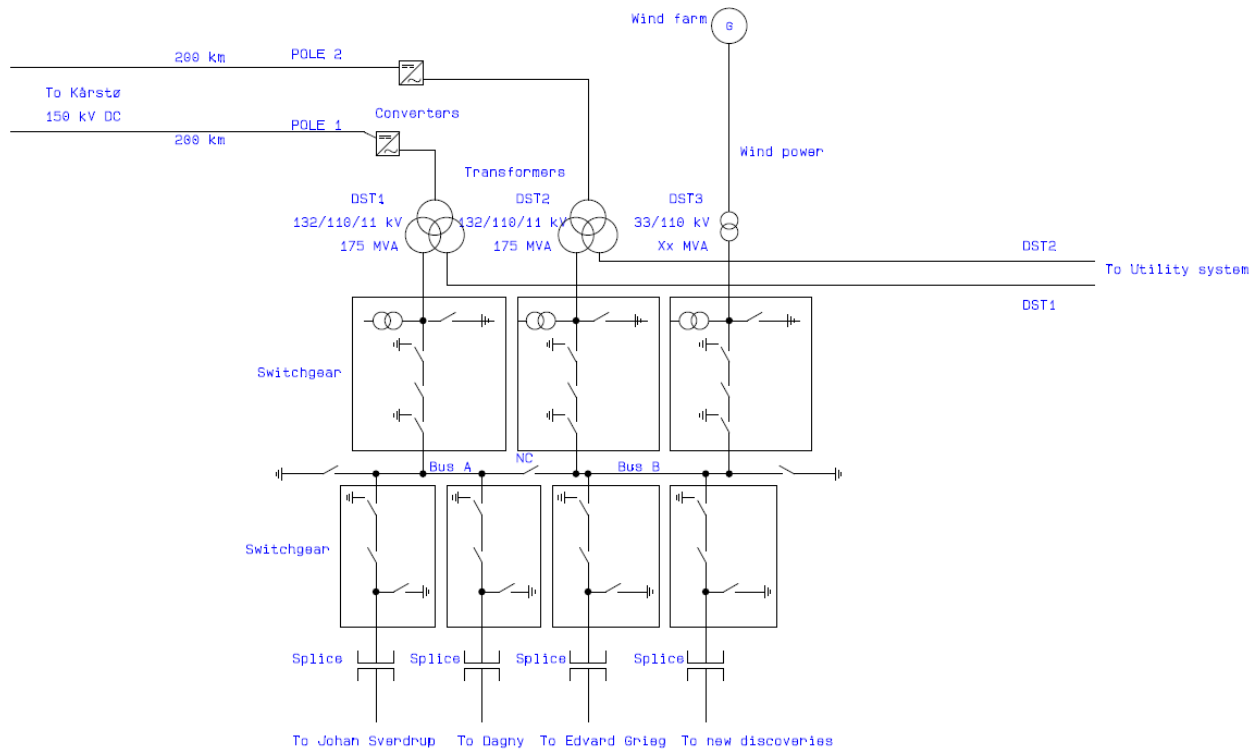 Wind farm
G
200 km
POLE 2
To Kårstø
150 kV DC
Converters
POLE 1
200 km
Wind power
Transformers
DST1
DST2
DST3
132/110/11 kV
132/110/11 kV
33/110 kV
175 MVA
175 MVA
Xx MVA
DST2
To Utility system
DST1
Switchgear
NC
Bus A
Bus B
Switchgear
Splice
Splice
Splice
Splice
To Johan Sverdrup
To Dagny
To Edvard Grieg
To new discoveries